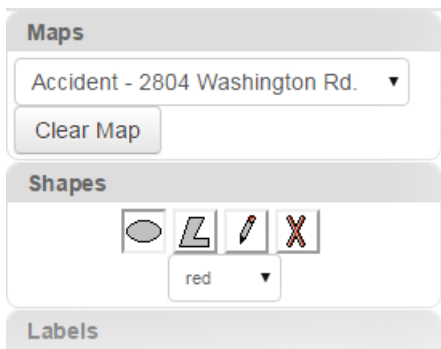 Maps
Accident - 2804 Washington Rd.
Clear Map
Shapes
red
Labels